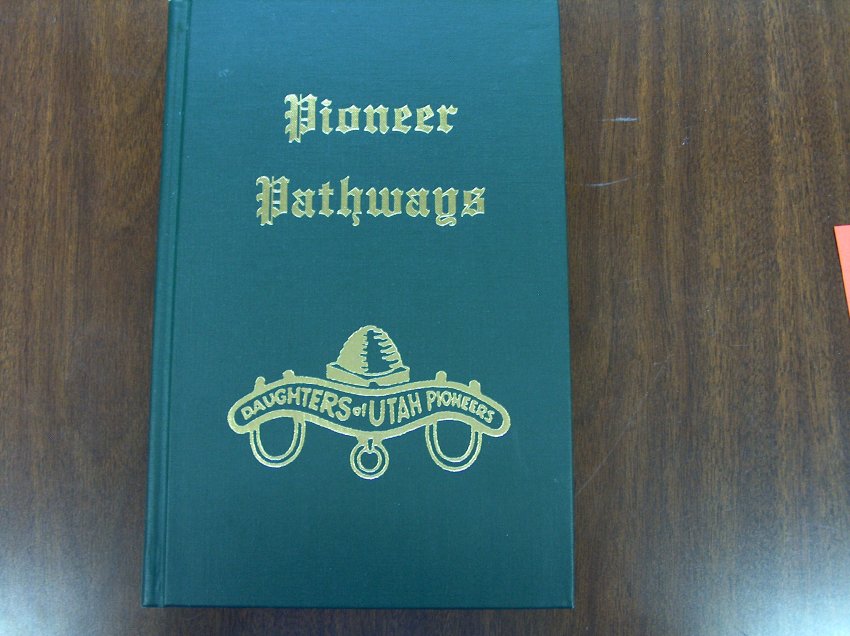 Pioneer
Pathways
DAUGHTERS of UTAH PIONEERS